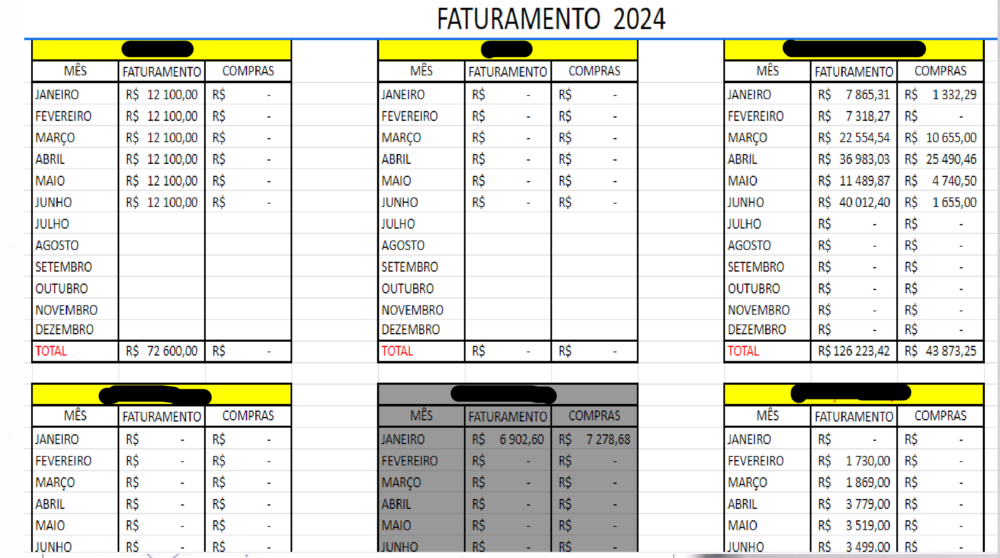 FATURAMENTO 2024
MÊS FATURAMENTO COMPRAS MÊS FATURAMENTO COMPRAS MÊS FATURAMENTO COMPRAS
JANEIRO R$ 12 100,00 R$ - JANEIRO R$ - R$ - JANEIRO R$ 7 865,31 R$ 1 332,29
FEVEREIRO R$ 12 100,00 R$ - FEVEREIRO R$ - R$ - FEVEREIRO R$ 7 318,27 R$ -
MARÇO R$ 12 100,00 R$ - MARÇO R$ - R$ - MARÇO R$ 22 554,54 R$ 10 655,00
ABRIL R$ 12 100,00 R$ - ABRIL R$ - R$ - ABRIL R$ 36 983,03 R$ 25 490,46
MAIO R$ 12 100,00 R$ - MAIO R$ - R$ - MAIO R$ 11 489,87 R$ 4 740,50
JUNHO R$ 12 100,00 R$ - JUNHO R$ - R$ - JUNHO R$ 40 012,40 R$ 1 655,00
JULHO JULHO JULHO R$ - R$ -
AGOSTO AGOSTO AGOSTO R$ - R$ -
SETEMBRO SETEMBRO SETEMBRO R$ - R$ -
OUTUBRO OUTUBRO OUTUBRO R$ - R$ -
NOVEMBRO NOVEMBRO NOVEMBRO R$ - R$ -
DEZEMBRO DEZEMBRO DEZEMBRO R$ - R$ -
TOTAL R$ 72 600,00 R$ - TOTAL R$ - R$ - TOTAL R$ 126 223,42 R$ 43 873,25
MÊS FATURAMENTO COMPRAS MÊS FATURAMENTO COMPRAS MÊS FATURAMENTO COMPRAS
JANEIRO R$ - R$ - JANEIRO R$ 6 902,60 R$ 7 278,68 JANEIRO R$ - R$ -
FEVEREIRO R$ - R$ - FEVEREIRO R$ - R$ - FEVEREIRO R$ 1 730,00 R$ -
MARÇO R$ - R$ - MARÇO R$ - R$ - MARÇO R$ 1 869,00 R$ -
ABRIL R$ - R$ - ABRIL R$ - R$ - ABRIL R$ 3 779,00 R$ -
MAIO R$ - R$ - MAIO R$ - R$ - MAIO R$ 3 519,00 R$ -
JUNHO R$ - R$ - JUNHO R$ - R$ - JUNHO R$ 3 499,00 R$ -